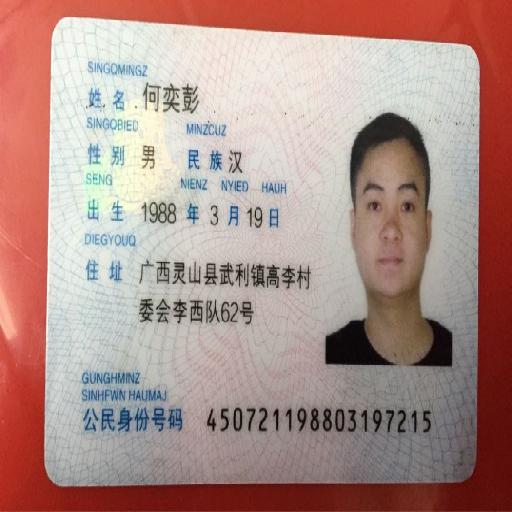 SINGQMINGZ
姓名 何奕彭
SINGQBIED MINZCUZ
性别 男 民族 汉
SENG NIENZ NYIED HAUH
出生 1988 年 3 月 19 日
DIEGYOUQ
住址 广西灵山县武利镇高李村
委会李西队62号
GUNGHMINZ
SINHFWN HAUMAJ
公民身份号码 450721198803197215